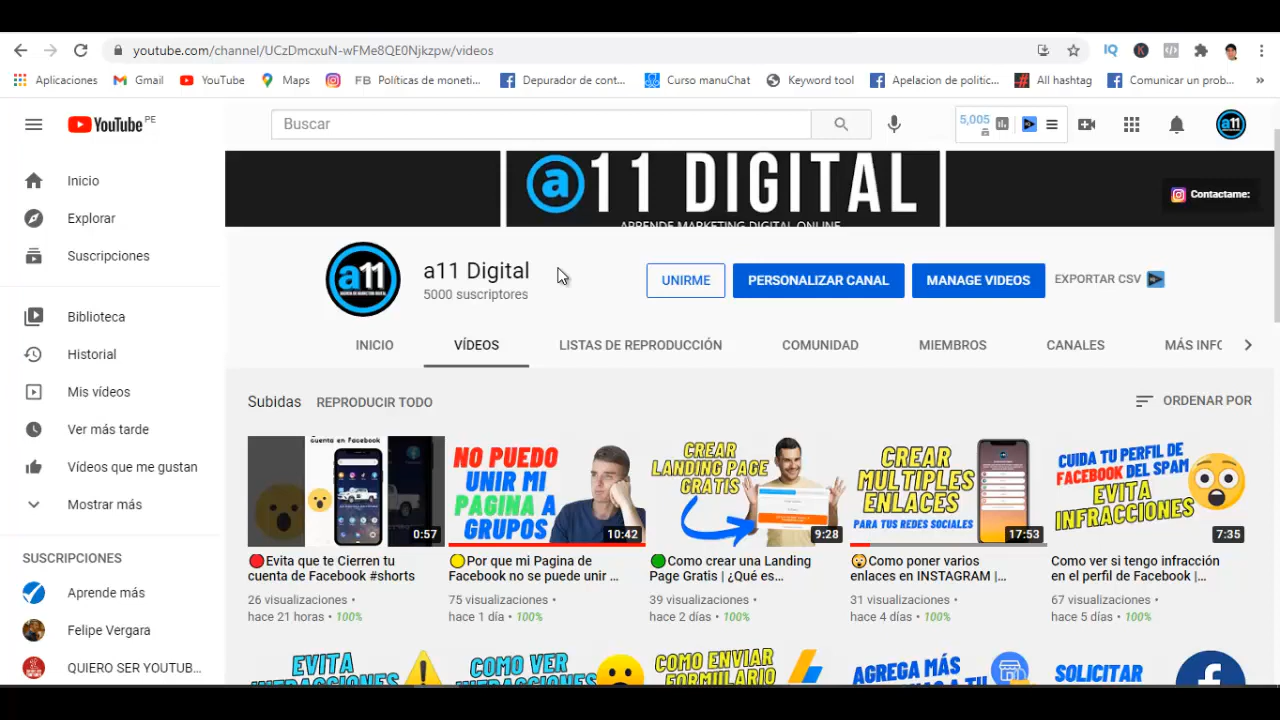 youtube.com/channel/UCzDmcxuN-wFMe8QE0Njkzpw/videos
IQ
K
Aplicaciones
Gmail
YouTube
Maps
FB Políticas de moneti...
Depurador de cont...
Curso manuChat
Keyword tool
Apelacion de politic...
All hashtag
Comunicar un prob...
»
YouTube PE
Buscar
5,005
a11
Inicio
Explorar
Suscripciones
Biblioteca
Historial
Mis vídeos
Ver más tarde
Vídeos que me gustan
Mostrar más
SUSCRIPCIONES
Aprende más
Felipe Vergara
QUIERO SER YOUTUB...
@11 DIGITAL
APRENDE MARKETING DIGITAL ONLINE
Contactame:
a11
a11 Digital
5000 suscriptores
UNIRME
PERSONALIZAR CANAL
MANAGE VIDEOS
EXPORTAR CSV
INICIO
VÍDEOS
LISTAS DE REPRODUCCIÓN
COMUNIDAD
MIEMBROS
CANALES
MÁS INFC
Subidas
REPRODUCIR TODO
ORDENAR POR
cuenta en Facebook
0:57
🔴Evita que te Cierren tu
cuenta de Facebook #shorts
26 visualizaciones •
hace 21 horas • 100%
NO PUEDO
UNIR MI
PAGINA A
GRUPOS
10:42
🟡Por que mi Pagina de
Facebook no se puede unir ...
75 visualizaciones •
hace 1 día • 100%
CREAR
LANDING PAGE
GRATIS
9:28
🟢Como crear una Landing
Page Gratis | ¿Qué es...
39 visualizaciones •
hace 2 días • 100%
CREAR
MULTIPLES
ENLACES
PARA TUS REDES SOCIALES
17:53
😲Como poner varios
enlaces en INSTAGRAM |...
31 visualizaciones •
hace 4 días • 100%
CUIDA TU PERFIL DE
FACEBOOK DEL SPAM
EVITA
INFRACCIONES
7:35
Como ver si tengo infracción
en el perfil de Facebook |...
67 visualizaciones •
hace 5 días • 100%
EVITA
INFRACCIONES
COMO VER
INFRACCIONES
COMO ENVIAR
FORMULARIO
AGREGA MÁS
SOLICITAR